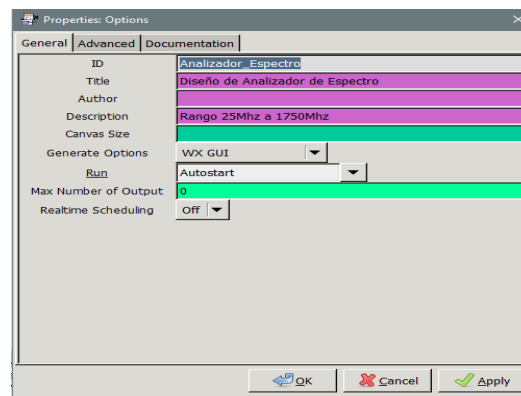 Properties: Options
General Advanced Documentation
ID Analizador_Espectro
Title Diseño de Analizador de Espectro
Author
Description Rango 25Mhz a 1750Mhz
Canvas Size
Generate Options WX GUI
Run Autostart
Max Number of Output 0
Realtime Scheduling Off
OK Cancel Apply